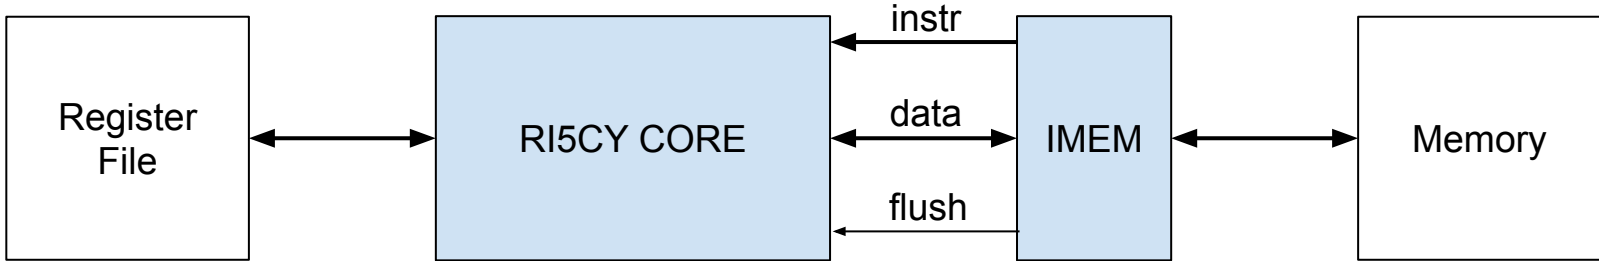 instr
Register
File
RI5CY CORE
data
IMEM
Memory
flush